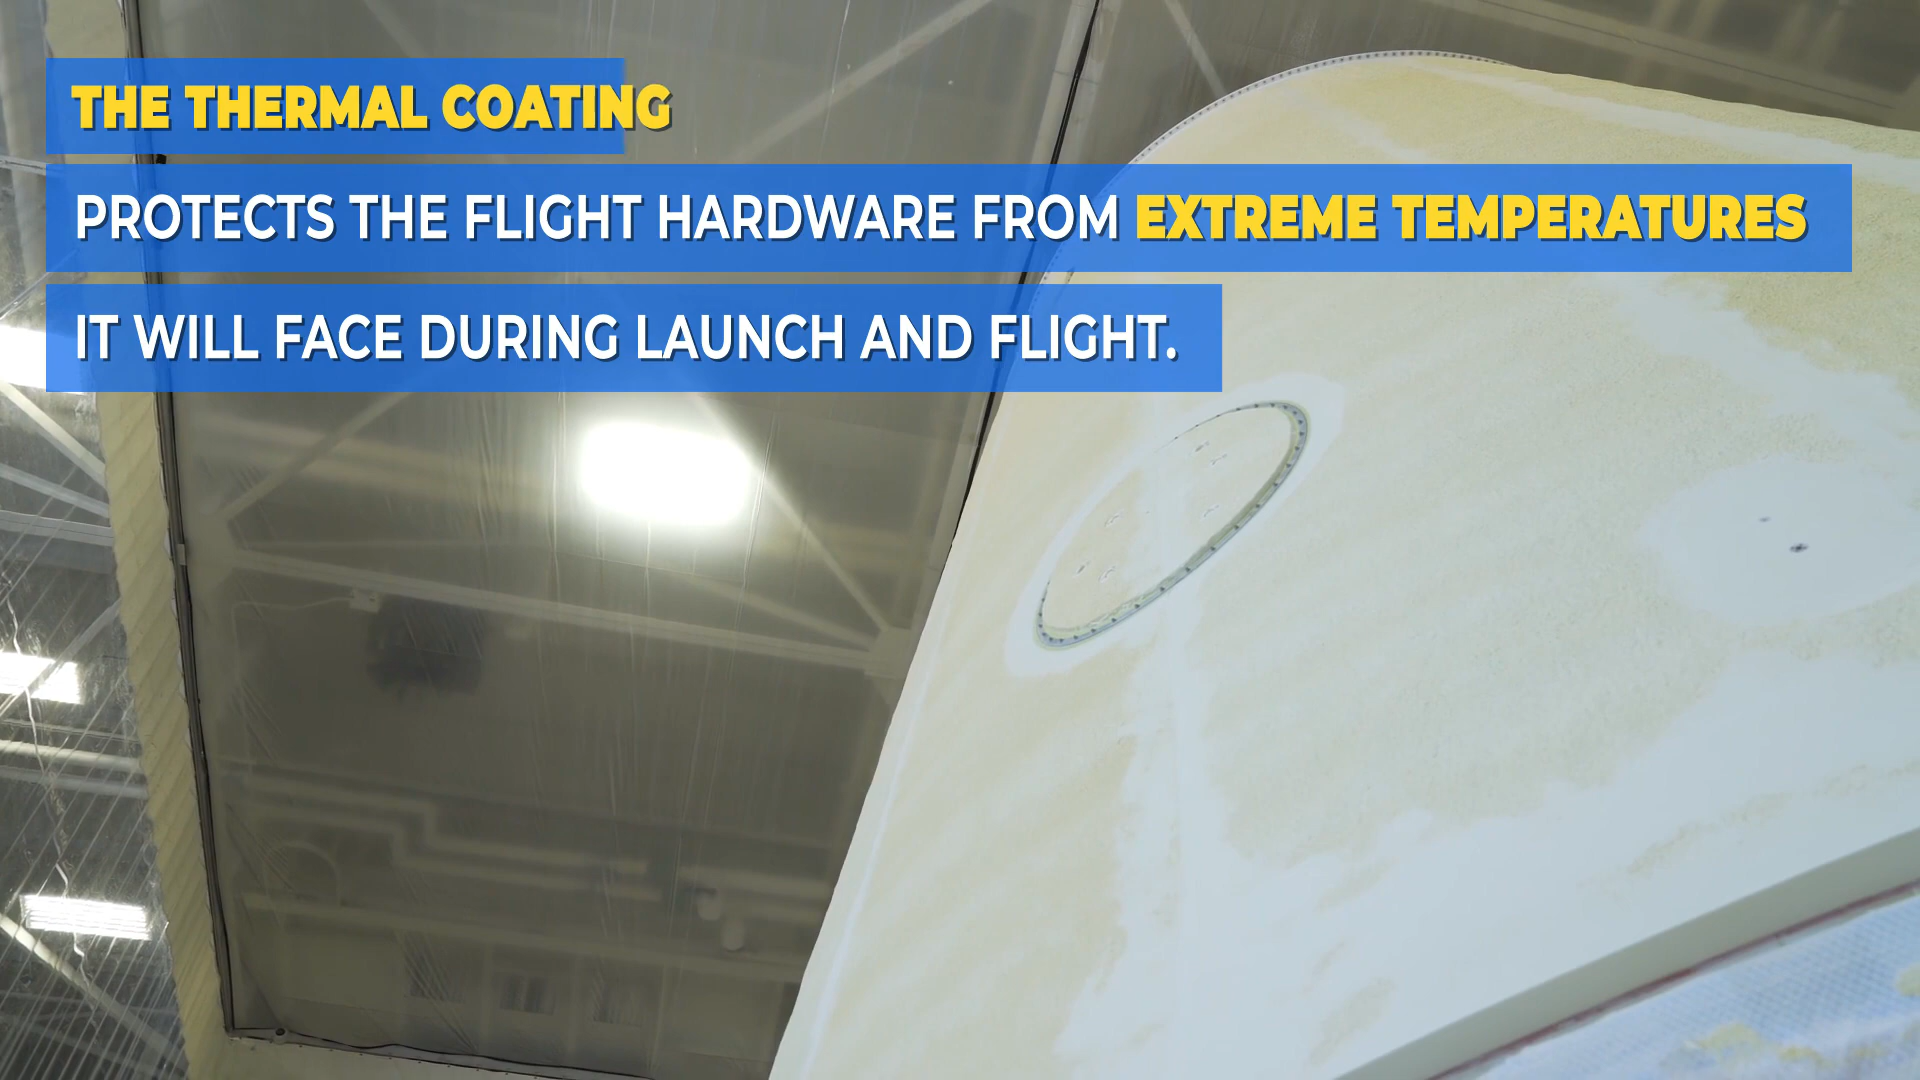 THE THERMAL COATING
PROTECTS THE FLIGHT HARDWARE FROM EXTREME TEMPERATURES
IT WILL FACE DURING LAUNCH AND FLIGHT.